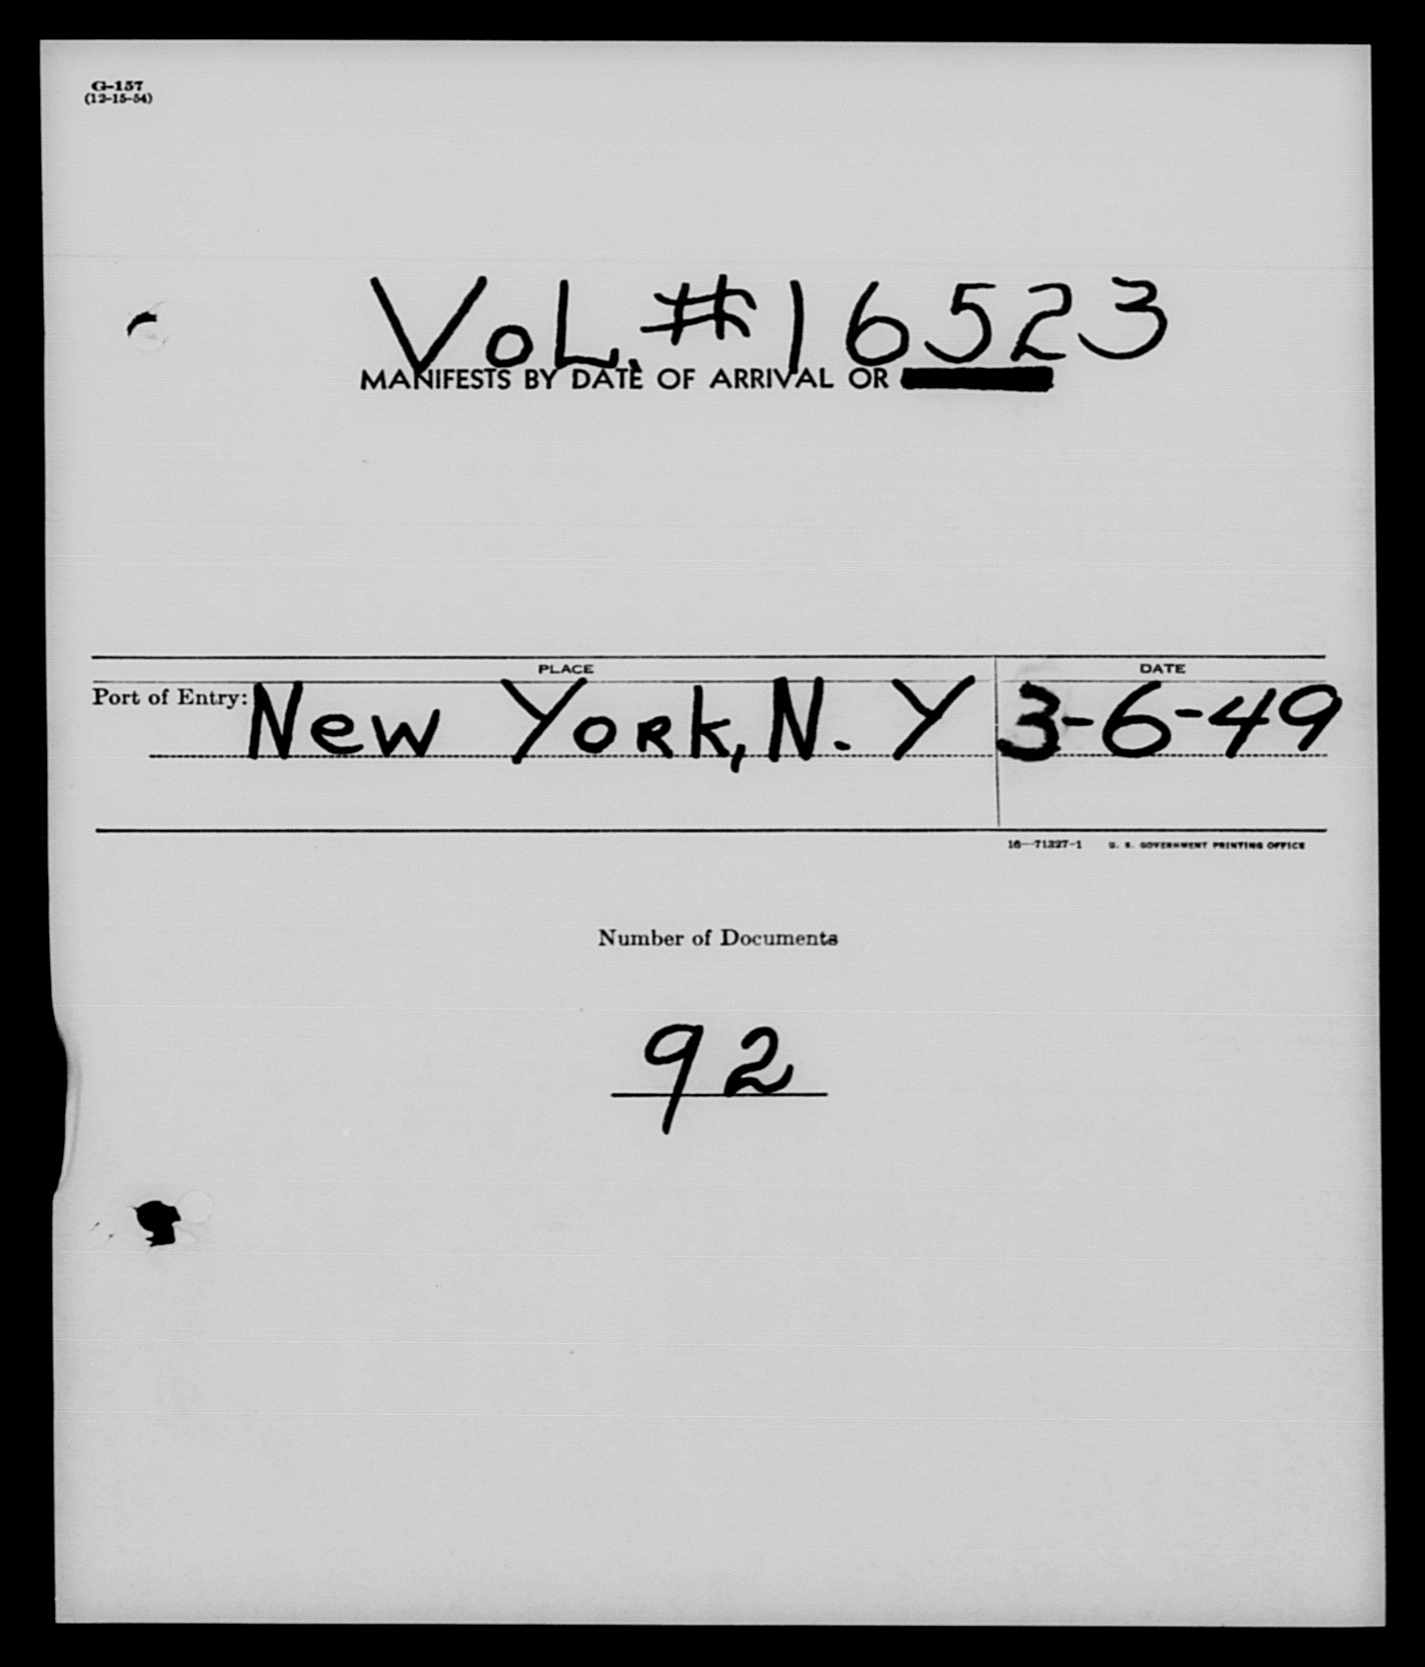 G-157
(12-15-54)
VOL. #16523
MANIFESTS BY DATE OF ARRIVAL OR
PLACE DATE
Port of Entry: New York, N. Y 3-6-49
16—71327-1 U. S. GOVERNMENT PRINTING OFFICE
Number of Documents
92